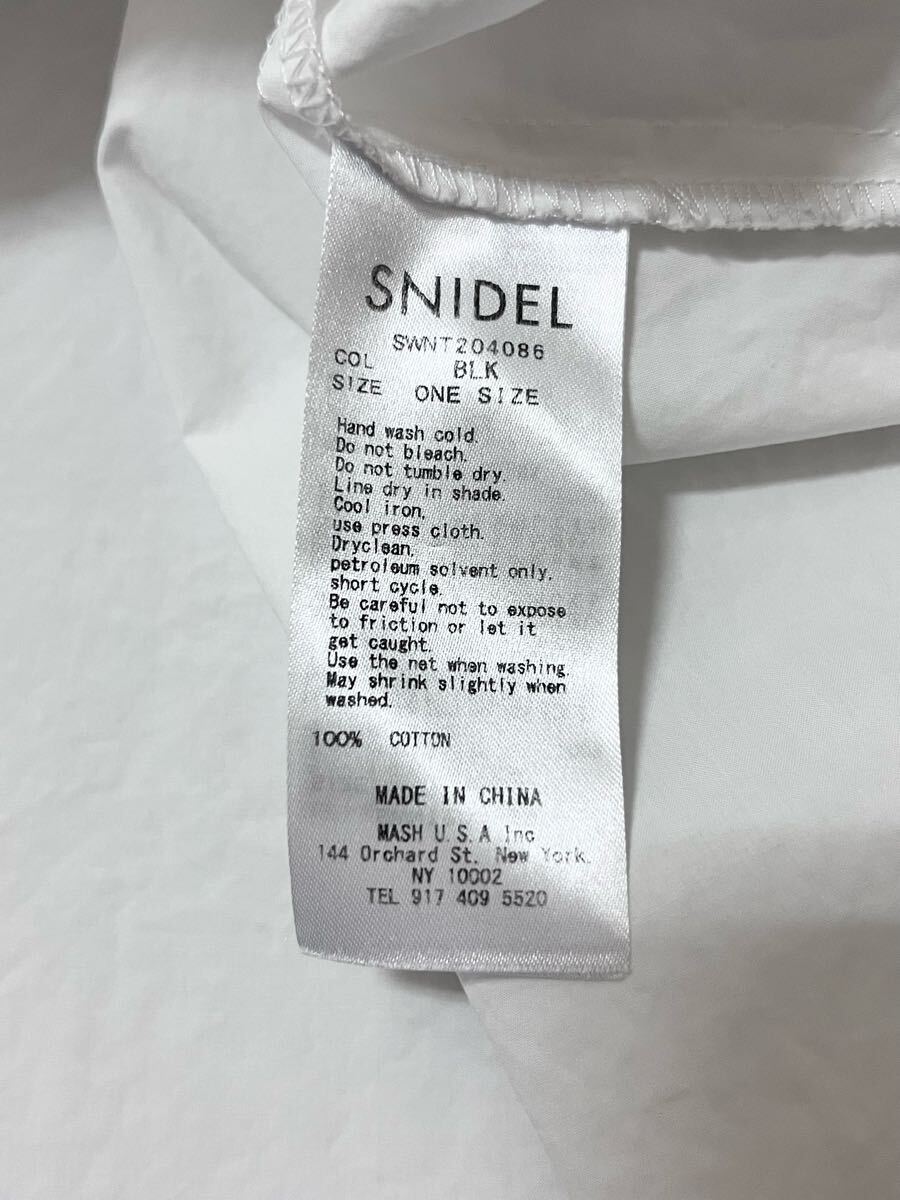 SNIDEL
SWNT204086
COL BLK
SIZE ONE SIZE
Hand wash cold.
Do not bleach.
Do not tumble dry.
Line dry in shade.
Cool iron.
use press cloth.
Dryclean.
petroleum solvent only.
short cycle.
Be careful not to expose
to friction or let it
get caught.
Use the net when washing.
May shrink slightly when
washed.
100% COTTON
MADE IN CHINA
MASH U.S.A Inc
144 Orchard St. New York.
NY 10002
TEL 917 409 5520